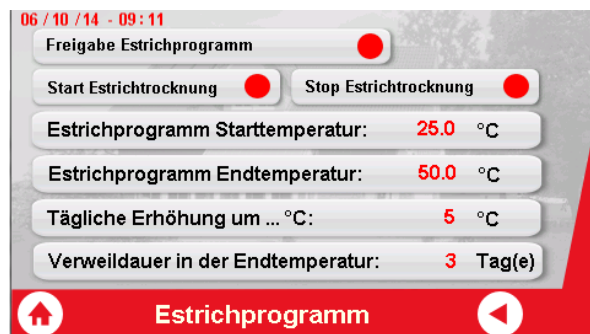 06 / 10 / 14 - 09 : 11
Freigabe Estrichprogramm
Start Estrichtrocknung Stop Estrichtrocknung
Estrichprogramm Starttemperatur: 25.0 °C
Estrichprogramm Endtemperatur: 50.0 °C
Tägliche Erhöhung um ... °C: 5 °C
Verweildauer in der Endtemperatur: 3 Tag(e)
Estrichprogramm